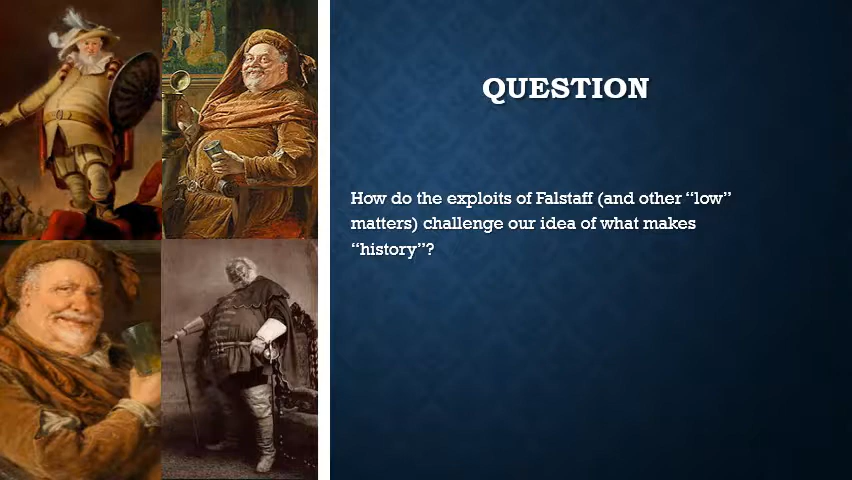 QUESTION
How do the exploits of Falstaff (and other “low”
matters) challenge our idea of what makes
“history”?